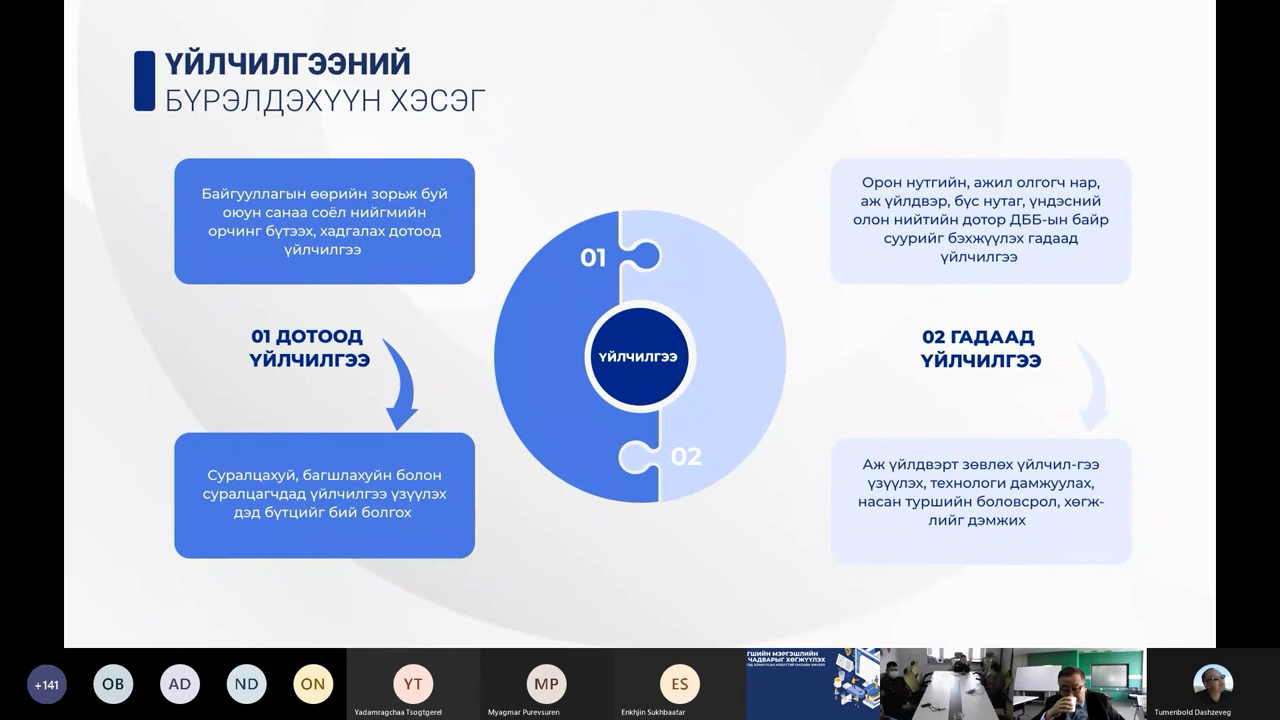 ҮЙЛЧИЛГЭЭНИЙ
БҮРЭЛДЭХҮҮН ХЭСЭГ
Байгууллагын өөрийн зорьж буй
оюун санаа соёл нийгмийн
орчинг бүтээх, хадгалах дотоод
үйлчилгээ
01 ДОТООД
ҮЙЛЧИЛГЭЭ
Суралцахуй, багшлахуйн болон
суралцагчдад үйлчилгээ үзүүлэх
дэд бүтцийг бий болгох
01
ҮЙЛЧИЛГЭЭ
02
Орон нутгийн, ажил олгогч нар,
аж үйлдвэр, бүс нутаг, үндэсний
олон нийтийн дотор ДББ-ын байр
суурийг бэхжүүлэх гадаад
үйлчилгээ
02 ГАДААД
ҮЙЛЧИЛГЭЭ
Аж үйлдвэрт зөвлөх үйлчил-гээ
үзүүлэх, технологи дамжуулах,
насан туршийн боловсрол, хөгж-
лийг дэмжих
+141
OB
AD
ND
ON
YT
Yadamragchaa Tsogtgerel
MP
Myagmar Purevsuren
ES
Enkhjin Sukhbaatar
ГШИЙН МЭРГЭШЛИЙН
ЧАДВАРЫГ ХӨГЖҮҮЛЭХ
Tumenbold Dashzeveg